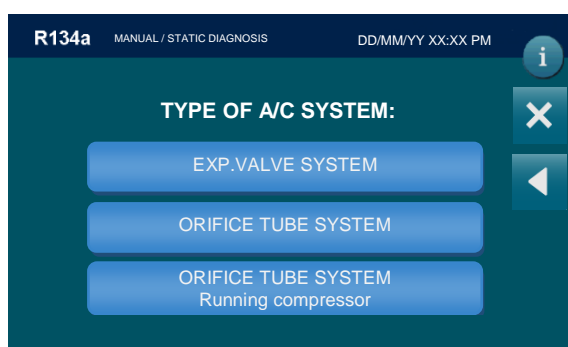 R134a MANUAL / STATIC DIAGNOSIS DD/MM/YY XX:XX PM
i
TYPE OF A/C SYSTEM:
EXP.VALVE SYSTEM
ORIFICE TUBE SYSTEM
ORIFICE TUBE SYSTEM
Running compressor